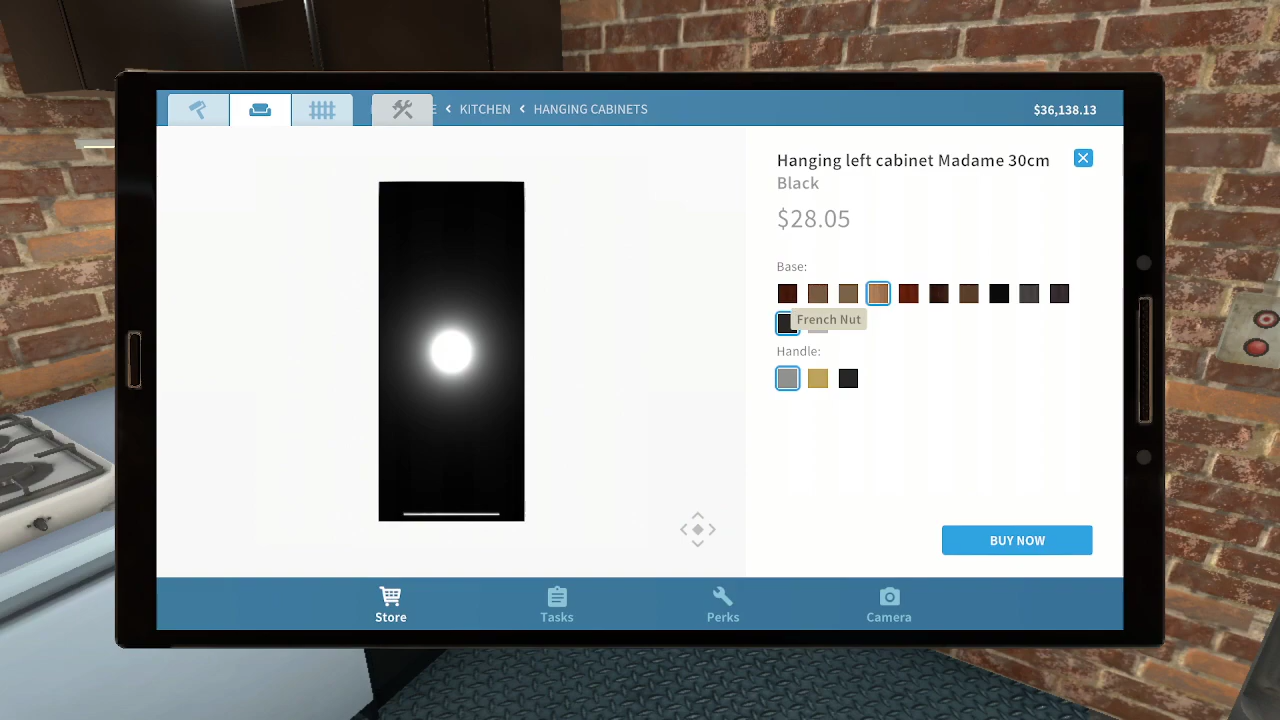 E < KITCHEN < HANGING CABINETS
$36,138.13
Hanging left cabinet Madame 30cm
Black
$28.05
Base:
French Nut
Handle:
BUY NOW
Store
Tasks
Perks
Camera